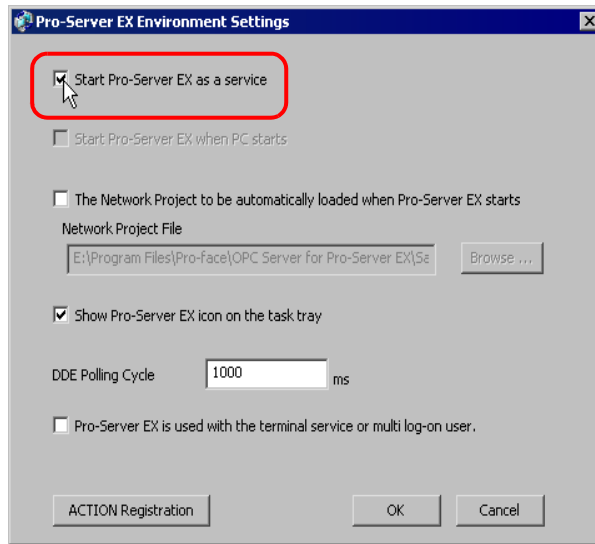 Pro-Server EX Environment Settings
Start Pro-Server EX as a service
Start Pro-Server EX when PC starts
The Network Project to be automatically loaded when Pro-Server EX starts
Network Project File
E:\Program Files\Pro-face\OPC Server for Pro-Server EX\Sa
Browse ...
Show Pro-Server EX icon on the task tray
DDE Polling Cycle 1000 ms
Pro-Server EX is used with the terminal service or multi log-on user.
ACTION Registration OK Cancel